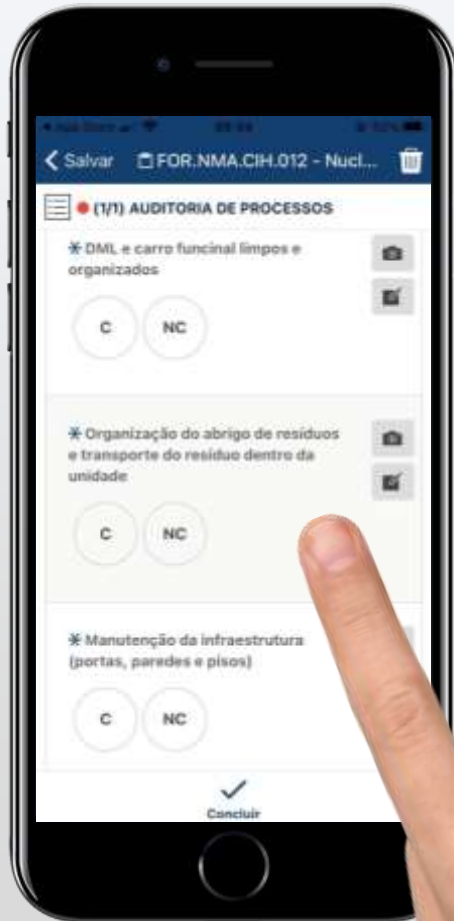 Salvar FOR.NMA.CIH.012 - Nucl...
(1/1) AUDITORIA DE PROCESSOS
* DML e carro funcinal limpos e
organizados
C NC
* Organização do abrigo de resíduos
e transporte do resíduo dentro da
unidade
C NC
* Manutenção da infraestrutura
(portas, paredes e pisos)
C NC
Concluir